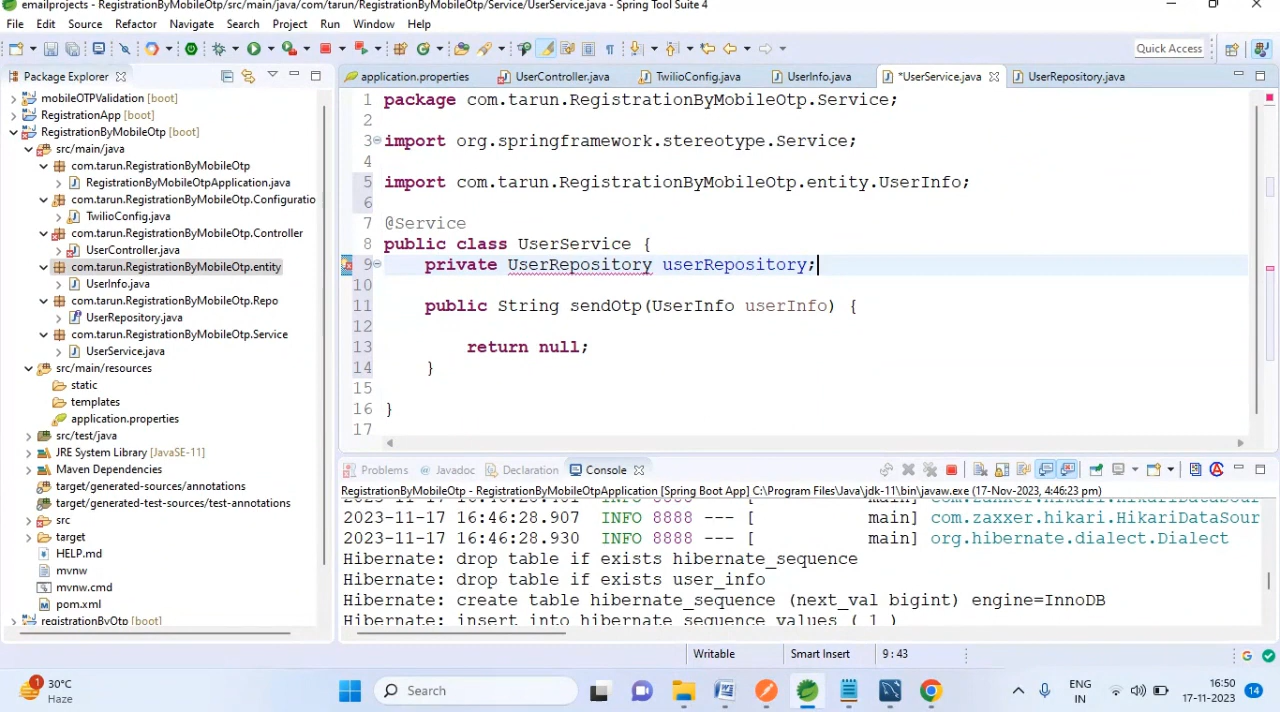 emailprojects - RegistrationByMobileOtp/src/main/java/com/tarun/RegistrationByMobileOtp/Service/UserService.java - Spring Tool Suite 4
File Edit Source Refactor Navigate Search Project Run Window Help
Quick Access
Package Explorer
application.properties UserController.java TwilioConfig.java UserInfo.java *UserService.java UserRepository.java
mobileOTPValidation [boot]
RegistrationApp [boot]
RegistrationByMobileOtp [boot]
src/main/java
com.tarun.RegistrationByMobileOtp
RegistrationByMobileOtpApplication.java
com.tarun.RegistrationByMobileOtp.Configuratio
TwilioConfig.java
com.tarun.RegistrationByMobileOtp.Controller
UserController.java
com.tarun.RegistrationByMobileOtp.entity
UserInfo.java
com.tarun.RegistrationByMobileOtp.Repo
UserRepository.java
com.tarun.RegistrationByMobileOtp.Service
UserService.java
src/main/resources
static
templates
application.properties
src/test/java
JRE System Library [JavaSE-11]
Maven Dependencies
target/generated-sources/annotations
target/generated-test-sources/test-annotations
src
target
HELP.md
mvnw
mvnw.cmd
pom.xml
registrationByOtp [boot]
1 package com.tarun.RegistrationByMobileOtp.Service;
2
3 import org.springframework.stereotype.Service;
4
5 import com.tarun.RegistrationByMobileOtp.entity.UserInfo;
6
7 @Service
8 public class UserService {
9 private UserRepository userRepository;
10
11 public String sendOtp(UserInfo userInfo) {
12
13 return null;
14 }
15
16 }
17
Problems Javadoc Declaration Console
RegistrationByMobileOtp - RegistrationByMobileOtpApplication [Spring Boot App] C:\Program Files\Java\jdk-11\bin\javaw.exe (17-Nov-2023, 4:46:23 pm)
2023-11-17 16:46:28.907 INFO 8888 --- [ main] com.zaxxer.hikari.HikariDataSour
2023-11-17 16:46:28.930 INFO 8888 --- [ main] org.hibernate.dialect.Dialect
Hibernate: drop table if exists hibernate_sequence
Hibernate: drop table if exists user_info
Hibernate: create table hibernate_sequence (next_val bigint) engine=InnoDB
Hibernate: insert into hibernate_sequence values ( 1 )
Writable Smart Insert 9 : 43
30°C
Haze
Search
ENG
IN
16:50
17-11-2023
14
1